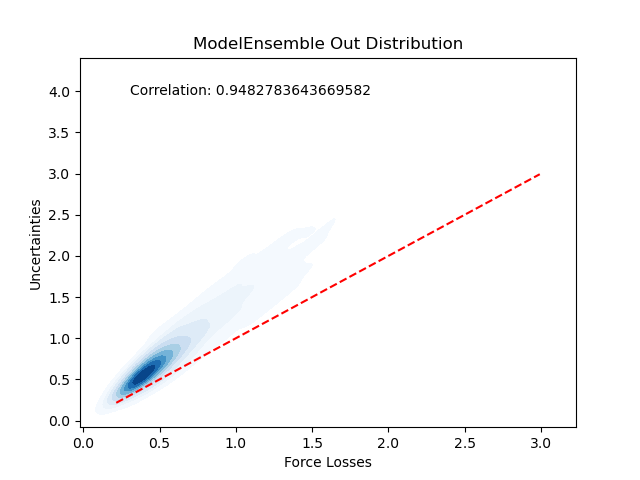 ModelEnsemble Out Distribution
Correlation: 0.9482783643669582
Uncertainties
4.0
3.5
3.0
2.5
2.0
1.5
1.0
0.5
0.0
0.0 0.5 1.0 1.5 2.0 2.5 3.0
Force Losses